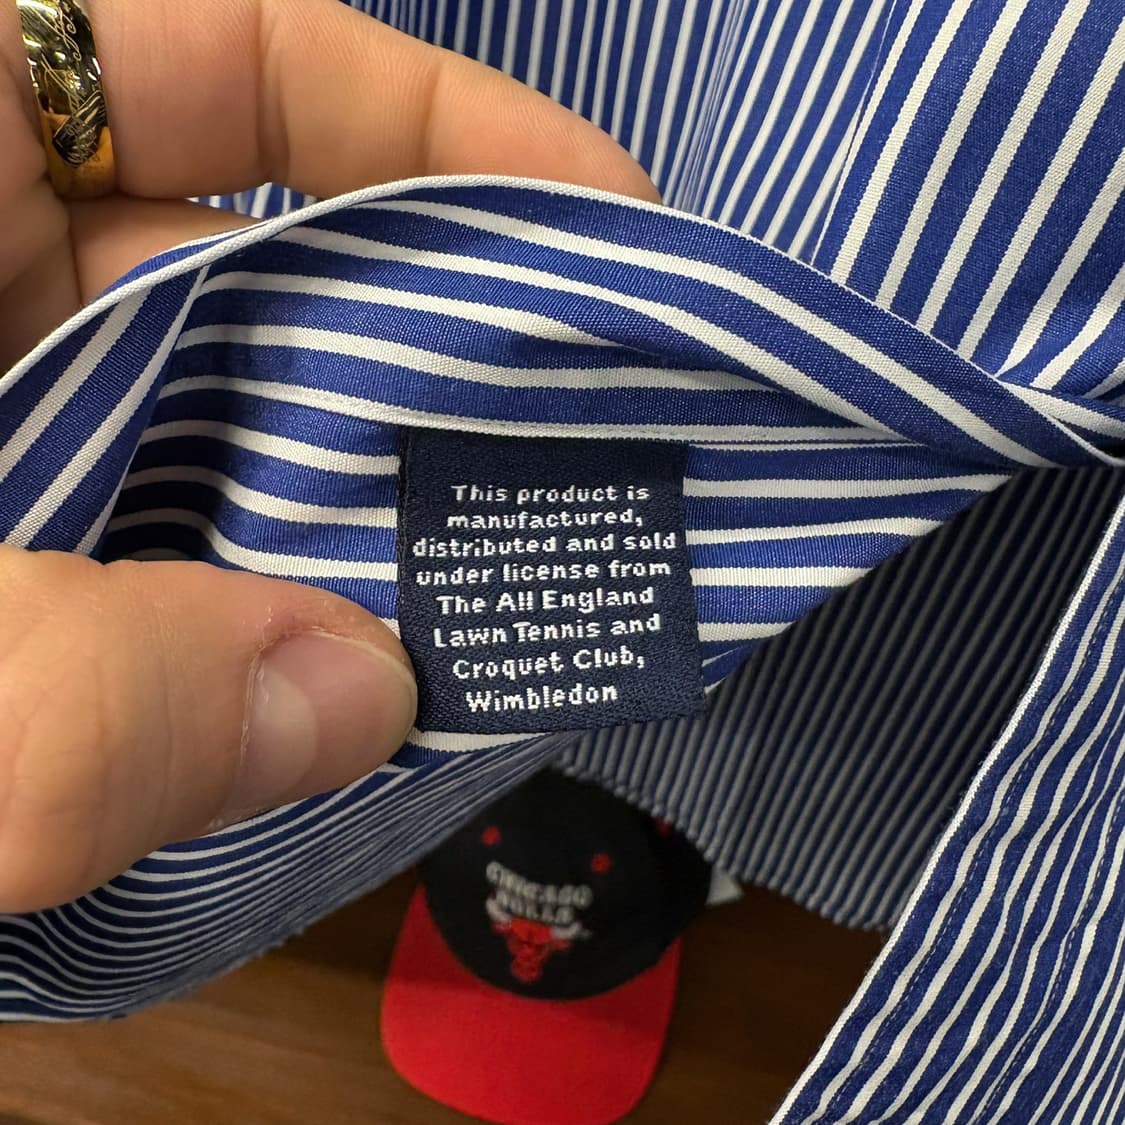 This product is
manufactured,
distributed and sold
under license from
The All England
Lawn Tennis and
Croquet Club,
Wimbledon
CHICAGO
BULLS